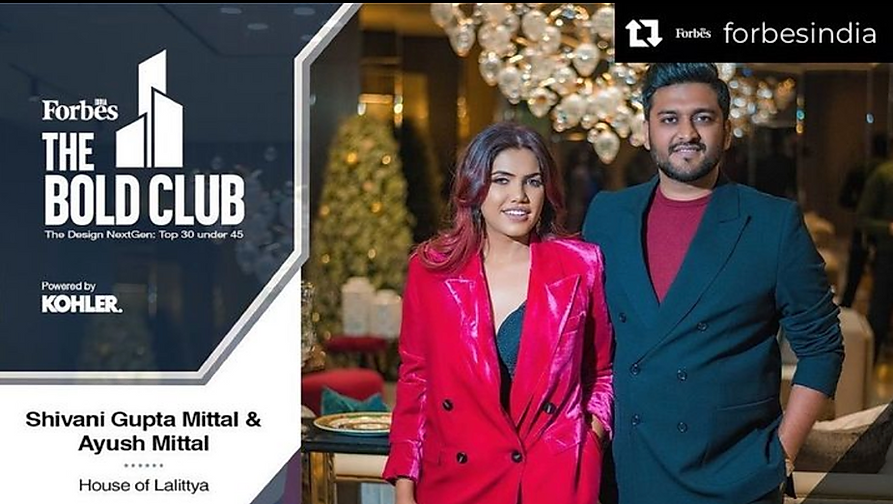 Forbes forbesindia
Forbes INDIA
THE
BOLD CLUB
The Design NextGen: Top 30 under 45
Powered by
KOHLER.
Shivani Gupta Mittal &
Ayush Mittal
House of Lalittya